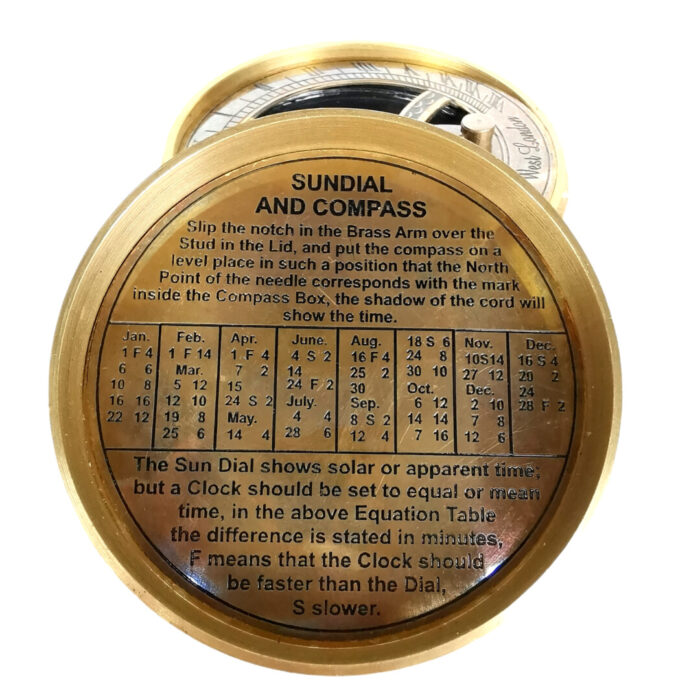 West London
SUNDIAL
AND COMPASS
Slip the notch in the Brass Arm over the
Stud in the Lid, and put the compass on a
level place in such a position that the North
Point of the needle corresponds with the mark
inside the Compass Box, the shadow of the cord will
show the time.
Jan. Feb. Apr. June. Aug. 18 S 6 Nov. Dec.
1 F 4 1 F 14 1 F 4 4 S 2 16 F 4 24 8 10S14 16 S 4
6 6 Mar. 7 2 14 25 2 30 10 27 12 20 2
10 8 5 12 15 24 F 2 30 Oct. Dec. 24
16 16 12 10 24 S 2 July. Sep. 6 12 2 10 28 F 2
22 12 19 8 May. 4 4 8 S 2 14 14 7 8
25 6 14 4 28 6 12 4 7 16 12 6
The Sun Dial shows solar or apparent time;
but a Clock should be set to equal or mean
time, in the above Equation Table
the difference is stated in minutes,
F means that the Clock should
be faster than the Dial,
S slower.